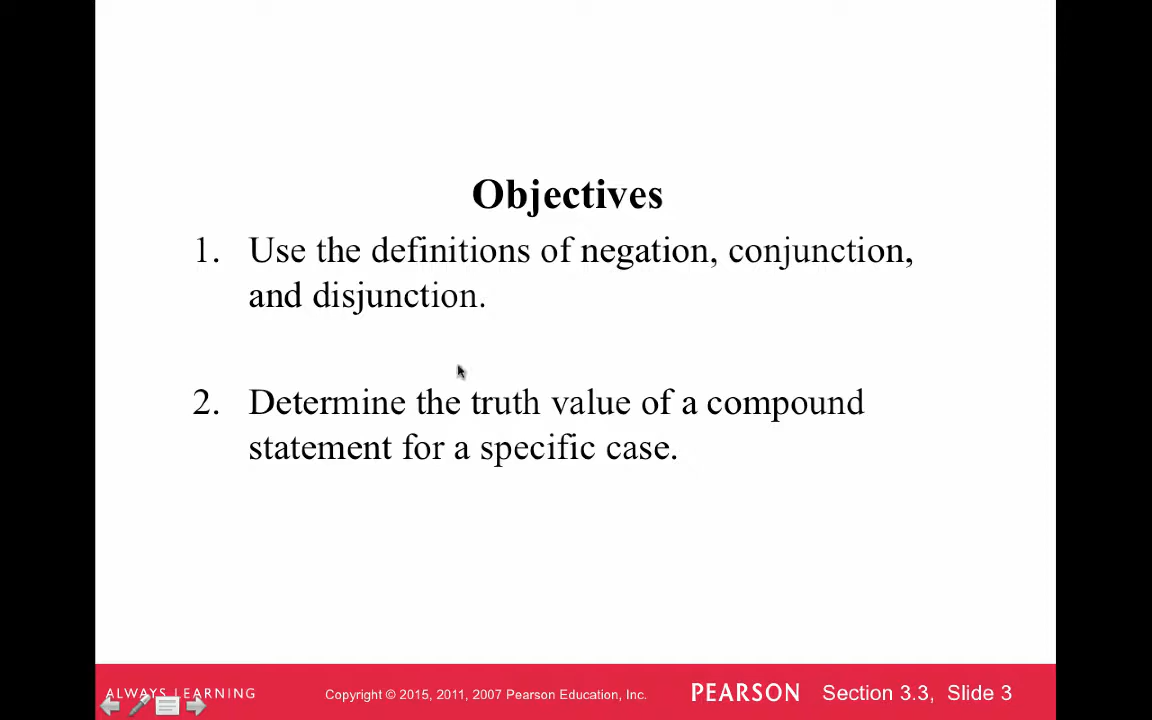 Objectives
1. Use the definitions of negation, conjunction,
and disjunction.
2. Determine the truth value of a compound
statement for a specific case.
ALWAYS LEARNING
Copyright © 2015, 2011, 2007 Pearson Education, Inc.
PEARSON
Section 3.3, Slide 3